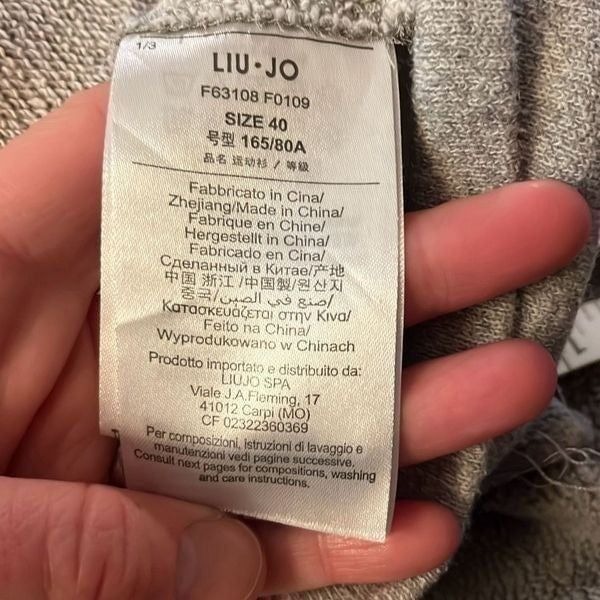 1/3
LIU·JO
F63108 F0109
SIZE 40
号型 165/80A
品名 运动衫 / 等級
Fabbricato in Cina/
Zhejiang/Made in China/
Fabrique en Chine/
Hergestellt in China/
Fabricado en Cina/
Сделанный в Китае/产地
中国 浙江 /中国製/원산지
중국/صنع في الصين/
Κατασκευάζεται στην Κινα/
Feito na China/
Wyprodukowano w Chinach
Prodotto importato e distribuito da:
LIUJO SPA
Viale J.A.Fleming, 17
41012 Carpi (MO)
CF 02322360369
Per composizioni, istruzioni di lavaggio e
manutenzioni vedi pagine successive.
Consult next pages for compositions, washing
and care instructions.